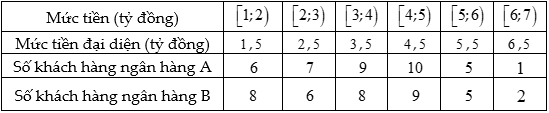 Mức tiền (tỷ đồng) [1;2) [2;3) [3;4) [4;5) [5;6) [6;7)
Mức tiền đại diện (tỷ đồng) 1,5 2,5 3,5 4,5 5,5 6,5
Số khách hàng ngân hàng A 6 7 9 10 5 1
Số khách hàng ngân hàng B 8 6 8 9 5 2